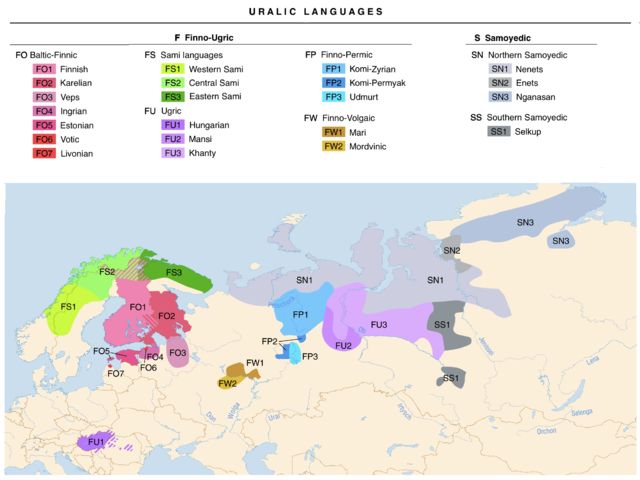 URALIC LANGUAGES
F Finno-Ugric
S Samoyedic
FO Baltic-Finnic
FO1 Finnish
FO2 Karelian
FO3 Veps
FO4 Ingrian
FO5 Estonian
FO6 Votic
FO7 Livonian
FS Sami languages
FS1 Western Sami
FS2 Central Sami
FS3 Eastern Sami
FU Ugric
FU1 Hungarian
FU2 Mansi
FU3 Khanty
FP Finno-Permic
FP1 Komi-Zyrian
FP2 Komi-Permyak
FP3 Udmurt
FW Finno-Volgaic
FW1 Mari
FW2 Mordvinic
SN Northern Samoyedic
SN1 Nenets
SN2 Enets
SN3 Nganasan
SS Southern Samoyedic
SS1 Selkup
SN3
SN3
SN2
FS2
FS3
SN1
SN1
FS1
FO1
FO2
FP1
FU3
SS1
FP2
FU2
FO5
FO4
FO3
FP3
FO7
FO6
FW1
FW2
SS1
FU1
Ob
Yenisei
Lena
Don
Wolga
Ural
Irtysch
Selenga
Orchon